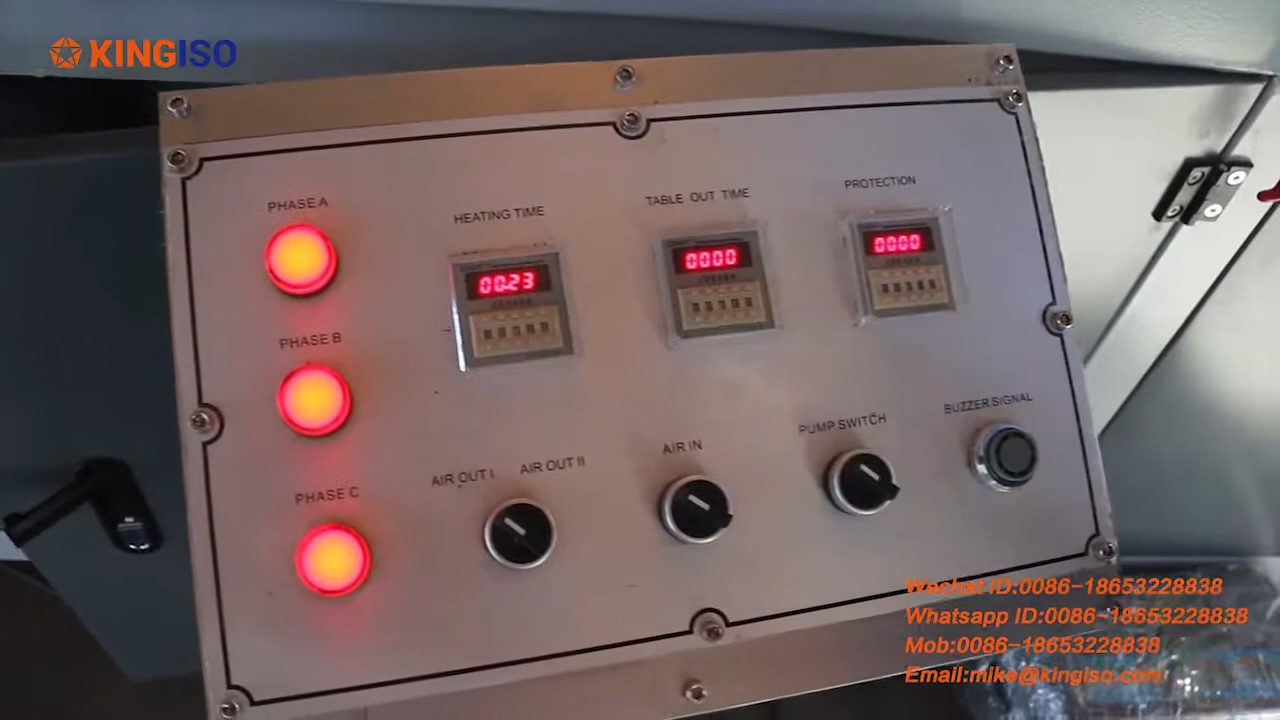 KINGISO
PHASE A
HEATING TIME
TABLE OUT TIME
PROTECTION
00.23
0000
0000
PHASE B
AIR OUT I
AIR OUT II
AIR IN
PUMP SWITCH
BUZZER SIGNAL
PHASE C
Wechat ID:0086-18653228838
Whatsapp ID:0086-18653228838
Mob:0086-18653228838
Email:mike@kingiso.com